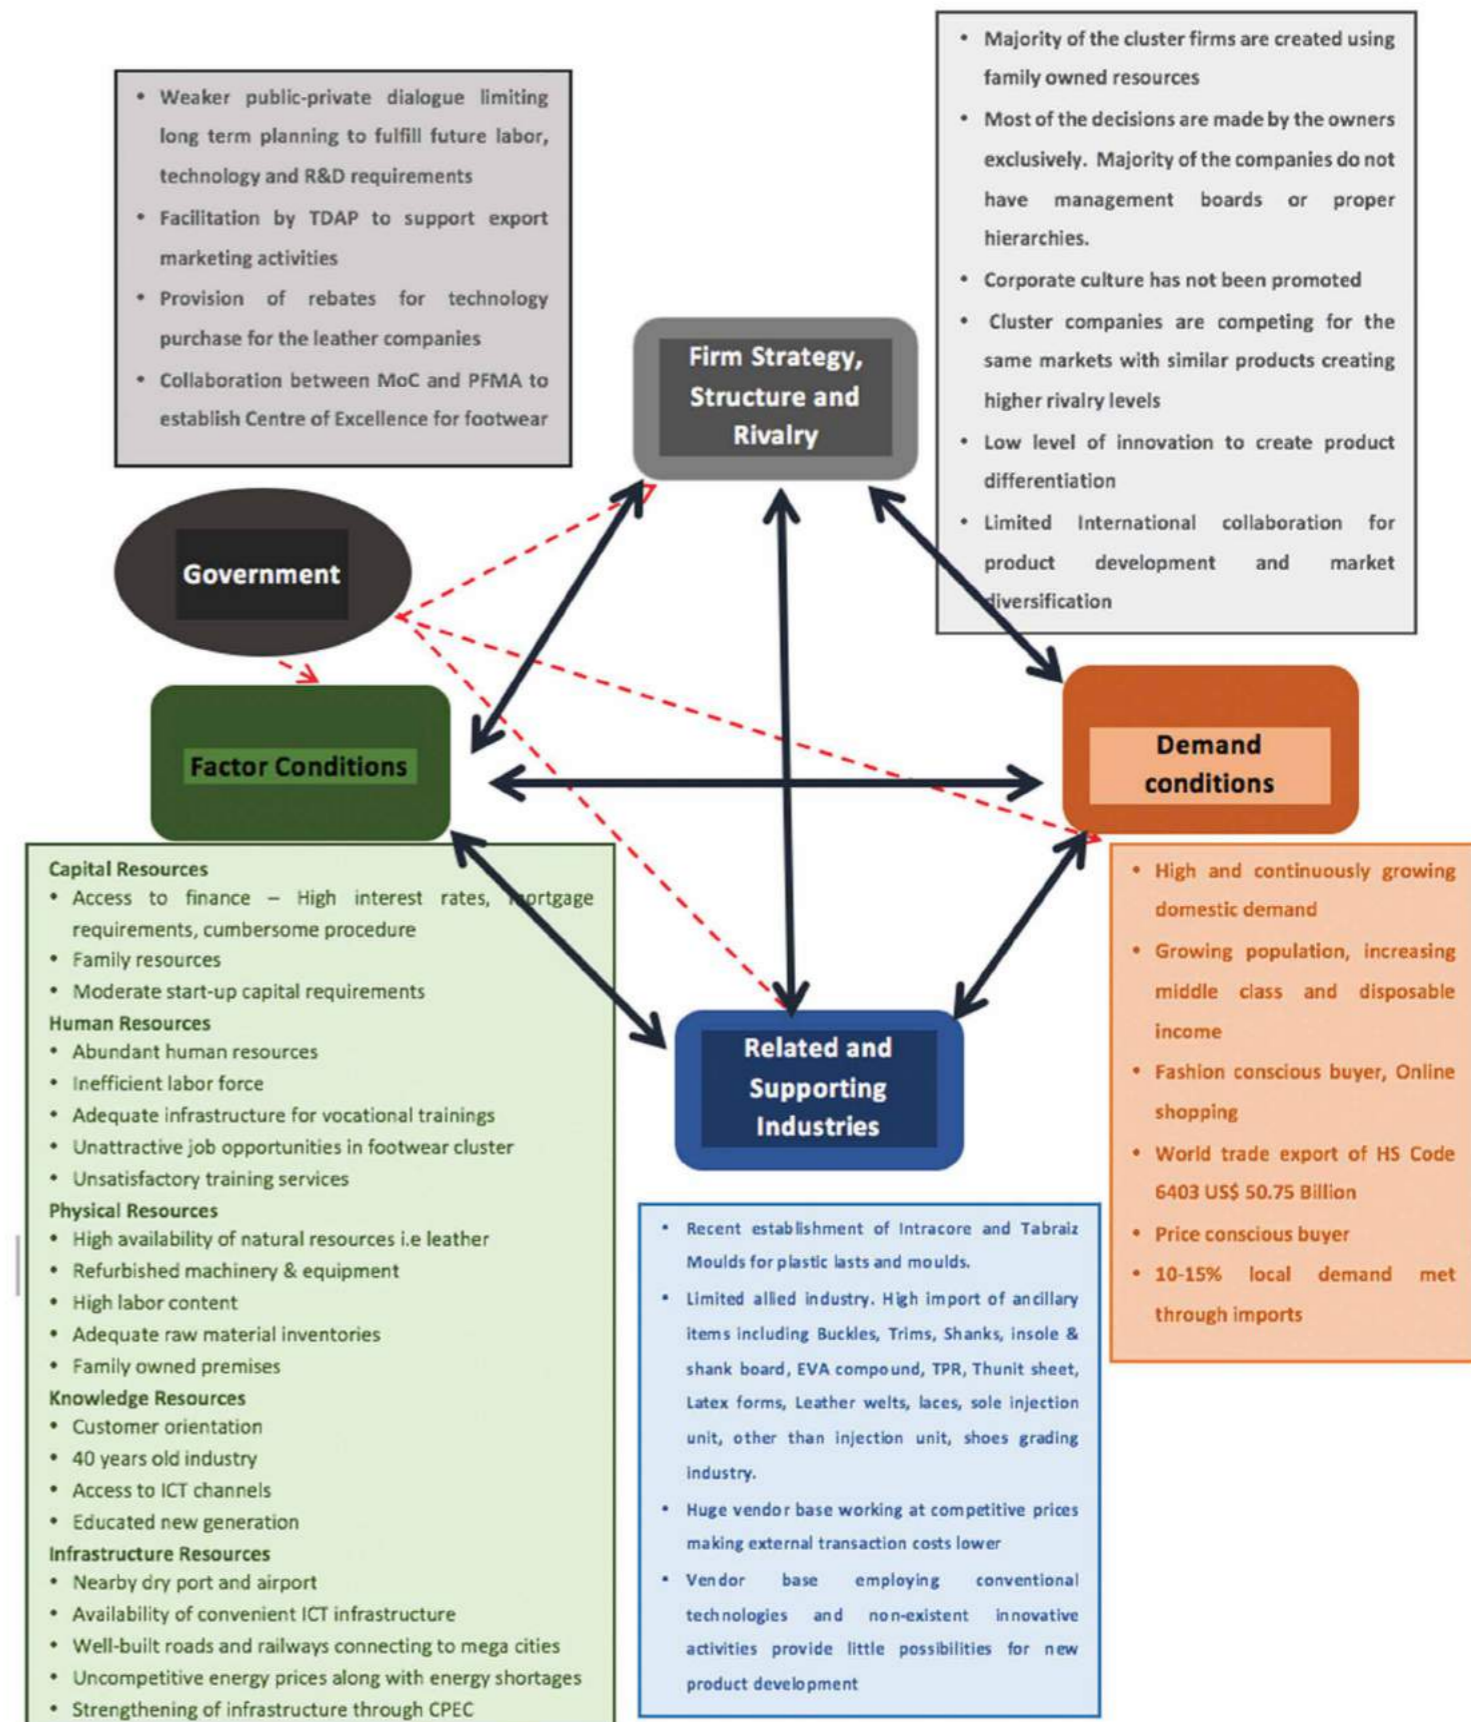 • Weaker public-private dialogue limiting
long term planning to fulfill future labor,
technology and R&D requirements
• Facilitation by TDAP to support export
marketing activities
• Provision of rebates for technology
purchase for the leather companies
• Collaboration between MoC and PFMA to
establish Centre of Excellence for footwear
• Majority of the cluster firms are created using
family owned resources
• Most of the decisions are made by the owners
exclusively. Majority of the companies do not
have management boards or proper
hierarchies.
• Corporate culture has not been promoted
• Cluster companies are competing for the
same markets with similar products creating
higher rivalry levels
• Low level of innovation to create product
differentiation
• Limited International collaboration for
product development and market
diversification
Firm Strategy,
Structure and
Rivalry
Government
Factor Conditions
Demand
conditions
Capital Resources
• Access to finance – High interest rates, mortgage
requirements, cumbersome procedure
• Family resources
• Moderate start-up capital requirements
Human Resources
• Abundant human resources
• Inefficient labor force
• Adequate infrastructure for vocational trainings
• Unattractive job opportunities in footwear cluster
• Unsatisfactory training services
Physical Resources
• High availability of natural resources i.e leather
• Refurbished machinery & equipment
• High labor content
• Adequate raw material inventories
• Family owned premises
Knowledge Resources
• Customer orientation
• 40 years old industry
• Access to ICT channels
• Educated new generation
Infrastructure Resources
• Nearby dry port and airport
• Availability of convenient ICT infrastructure
• Well-built roads and railways connecting to mega cities
• Uncompetitive energy prices along with energy shortages
• Strengthening of infrastructure through CPEC
Related and
Supporting
Industries
• Recent establishment of Intracore and Tabraiz
Moulds for plastic lasts and moulds.
• Limited allied industry. High import of ancillary
items including Buckles, Trims, Shanks, insole &
shank board, EVA compound, TPR, Thunit sheet,
Latex forms, Leather welts, laces, sole injection
unit, other than injection unit, shoes grading
industry.
• Huge vendor base working at competitive prices
making external transaction costs lower
• Vendor base employing conventional
technologies and non-existent innovative
activities provide little possibilities for new
product development
• High and continuously growing
domestic demand
• Growing population, increasing
middle class and disposable
income
• Fashion conscious buyer, Online
shopping
• World trade export of HS Code
6403 US$ 50.75 Billion
• Price conscious buyer
• 10-15% local demand met
through imports